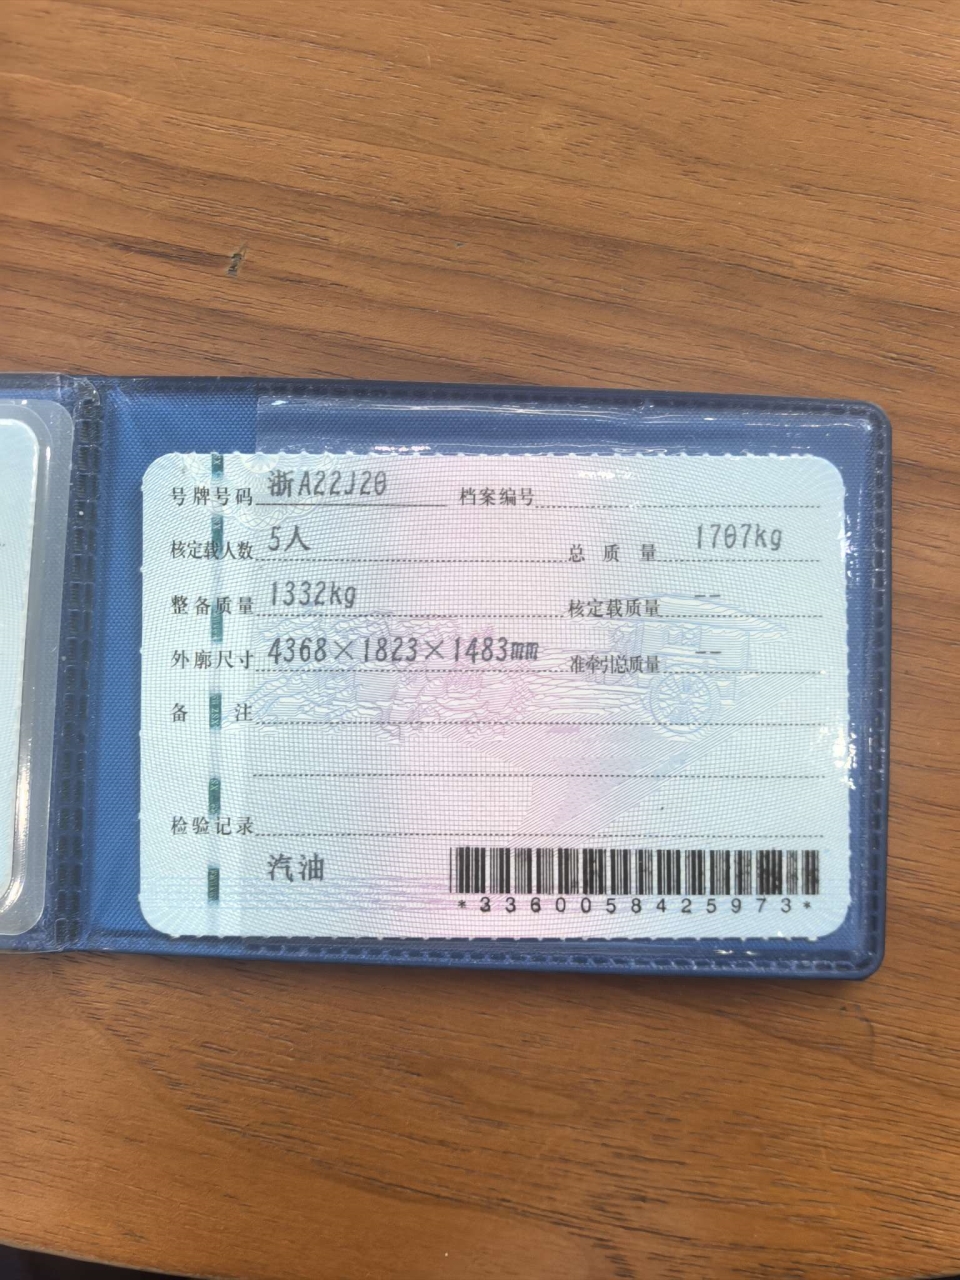 号牌号码 浙A22J20 档案编号
核定载人数 5人 总质量 1707kg
整备质量 1332kg 核定载质量 --
外廓尺寸 4368×1823×1483mm 准牵引总质量 --
备注
检验记录
汽油
*3360058425973*